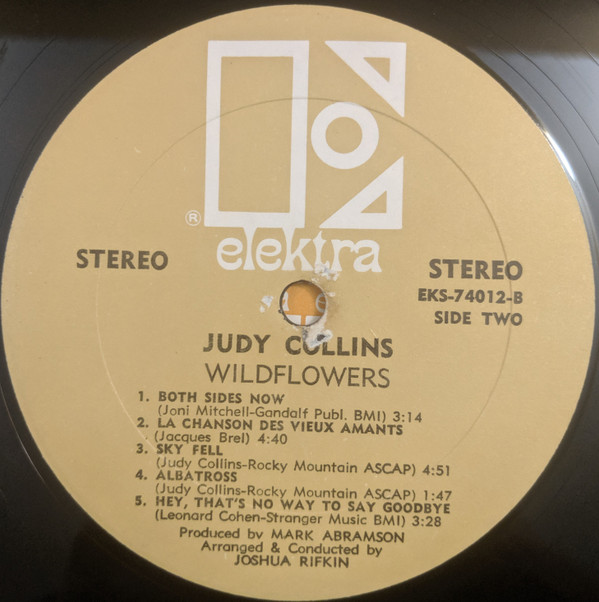 ®
elektra
STEREO
STEREO
EKS-74012-B
SIDE TWO
JUDY COLLINS
WILDFLOWERS
1. BOTH SIDES NOW
(Joni Mitchell-Gandalf Publ. BMI) 3:14
2. LA CHANSON DES VIEUX AMANTS
(Jacques Brel) 4:40
3. SKY FELL
(Judy Collins-Rocky Mountain ASCAP) 4:51
4. ALBATROSS
(Judy Collins-Rocky Mountain ASCAP) 1:47
5. HEY, THAT'S NO WAY TO SAY GOODBYE
(Leonard Cohen-Stranger Music BMI) 3:28
Produced by MARK ABRAMSON
Arranged & Conducted by
JOSHUA RIFKIN